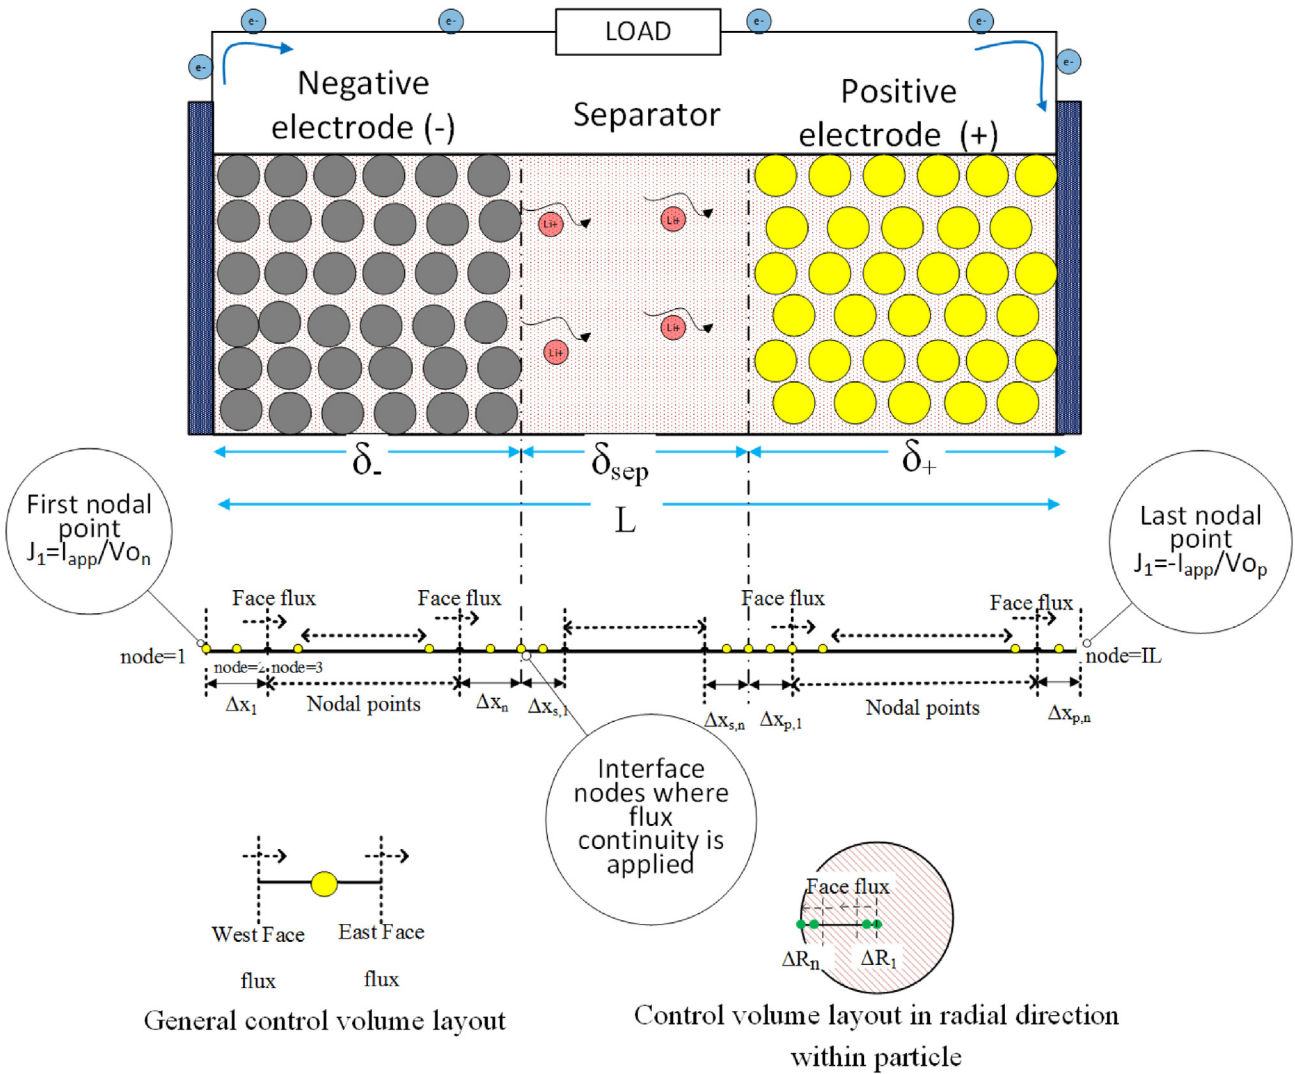 e-
e-
LOAD
e-
e-
e-
e-
Negative
electrode (-)
Separator
Positive
electrode (+)
Li+
Li+
Li+
Li+
δ-
δsep
δ+
L
First nodal
point
J₁=Iapp/Voₙ
Last nodal
point
J₁=-Iapp/Voₚ
Face flux
Face flux
Face flux
Face flux
node=1
node=2
node=3
node=IL
Δx₁
Nodal points
Δxₙ
Δxs,1
Δxs,n
Δxp,1
Nodal points
Δxp,n
Interface
nodes where
flux
continuity is
applied
West Face
flux
East Face
flux
General control volume layout
Face flux
ΔRₙ
ΔR₁
Control volume layout in radial direction
within particle